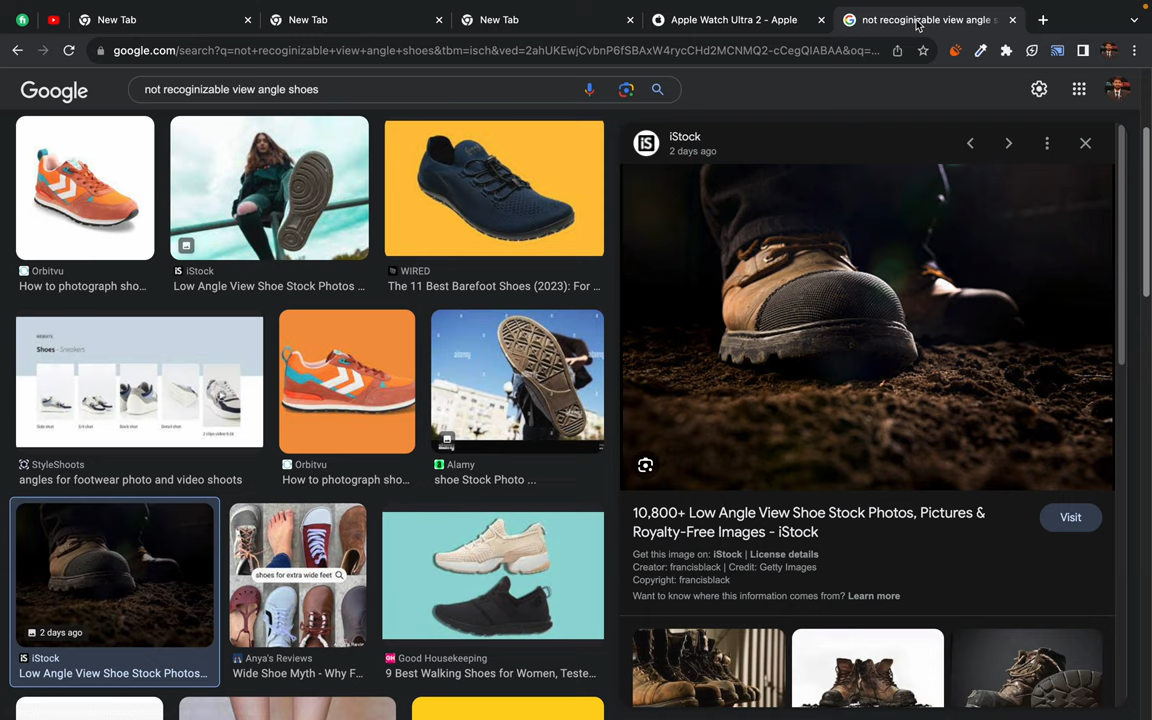 New Tab
New Tab
New Tab
Apple Watch Ultra 2 - Apple
not recoginizable view angle s
google.com/search?q=not+recoginizable+view+angle+shoes&tbm=isch&ved=2ahUKEwjCvbnP6fSBAxW4rycCHd2MCNMQ2-cCegQIABAA&oq=...
Google
not recoginizable view angle shoes
Orbitvu
How to photograph sho...
iStock
Low Angle View Shoe Stock Photos ...
WIRED
The 11 Best Barefoot Shoes (2023): For ...
Shoes - Sneakers
StyleShoots
angles for footwear photo and video shoots
Orbitvu
How to photograph sho...
alamy
Alamy
shoe Stock Photo ...
2 days ago
iStock
Low Angle View Shoe Stock Photos...
shoes for extra wide feet
Anya's Reviews
Wide Shoe Myth - Why F...
GH Good Housekeeping
9 Best Walking Shoes for Women, Teste...
iS
iStock
2 days ago
10,800+ Low Angle View Shoe Stock Photos, Pictures &
Royalty-Free Images - iStock
Visit
Get this image on: iStock | License details
Creator: francisblack | Credit: Getty Images
Copyright: francisblack
Want to know where this information comes from? Learn more